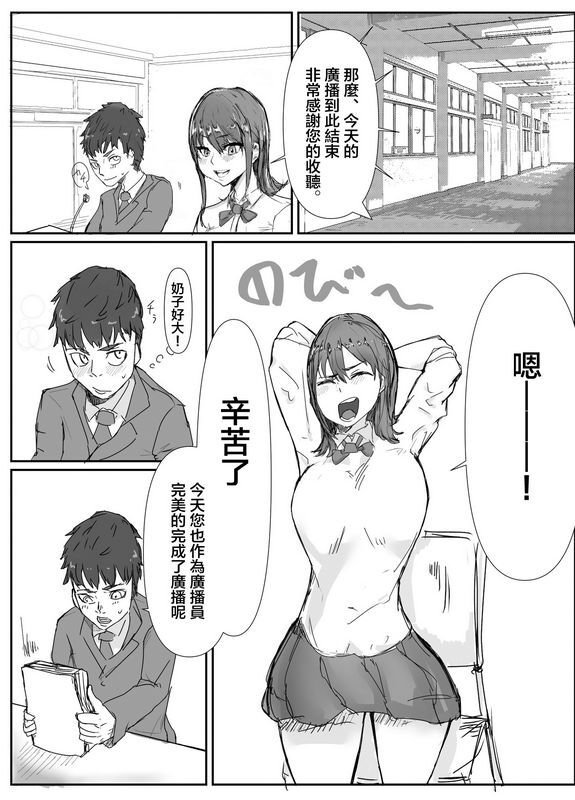 那麼、今天的
廣播到此結束
非常感謝您的收聽。
嗯————！
のび～
奶子好大！
辛苦了
今天您也作為廣播員
完美的完成了廣播呢